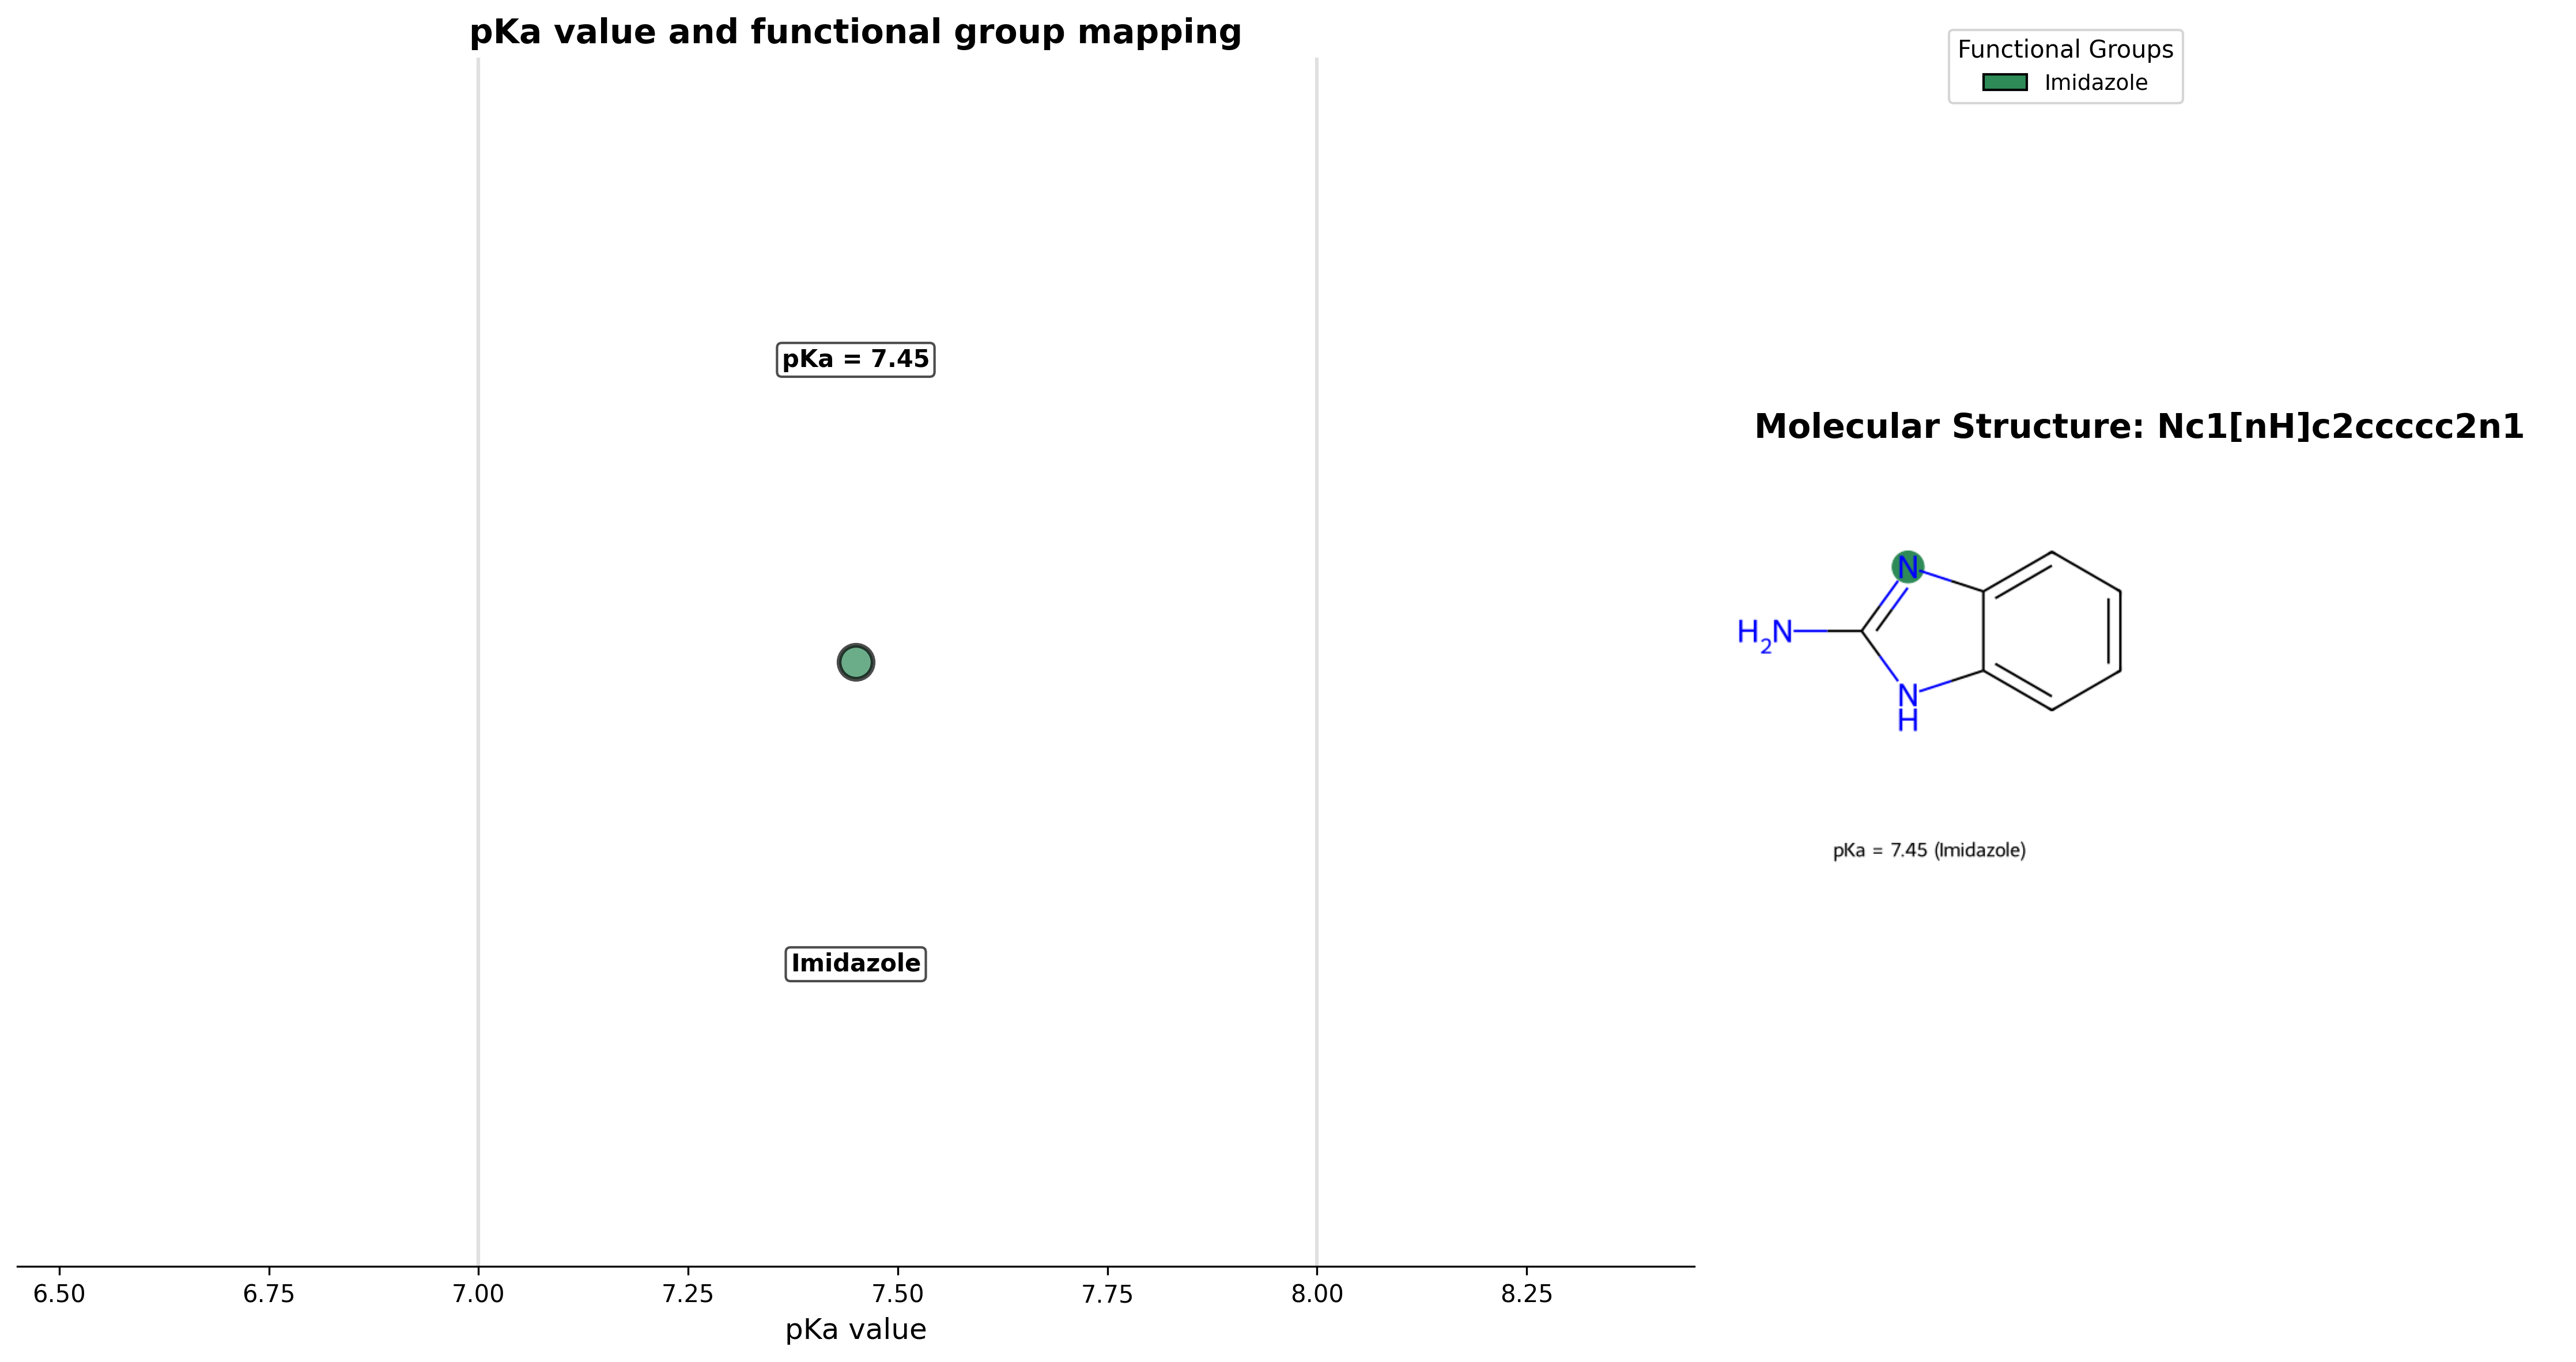 pKa value and functional group mapping
pKa = 7.45
Imidazole
6.50 6.75 7.00 7.25 7.50 7.75 8.00 8.25
pKa value
Functional Groups
Imidazole
Molecular Structure: Nc1[nH]c2ccccc2n1
N
H2N
N
H
pKa = 7.45 (Imidazole)